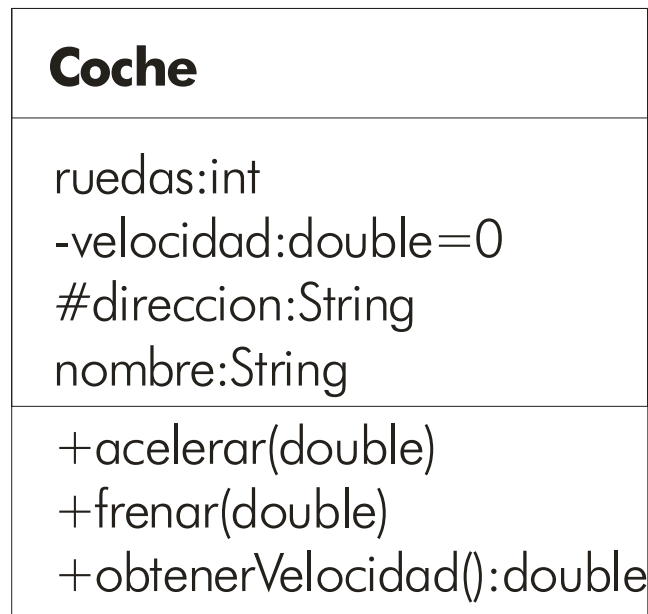 Coche
ruedas:int
-velocidad:double=0
#direccion:String
nombre:String
+acelerar(double)
+frenar(double)
+obtenerVelocidad():double